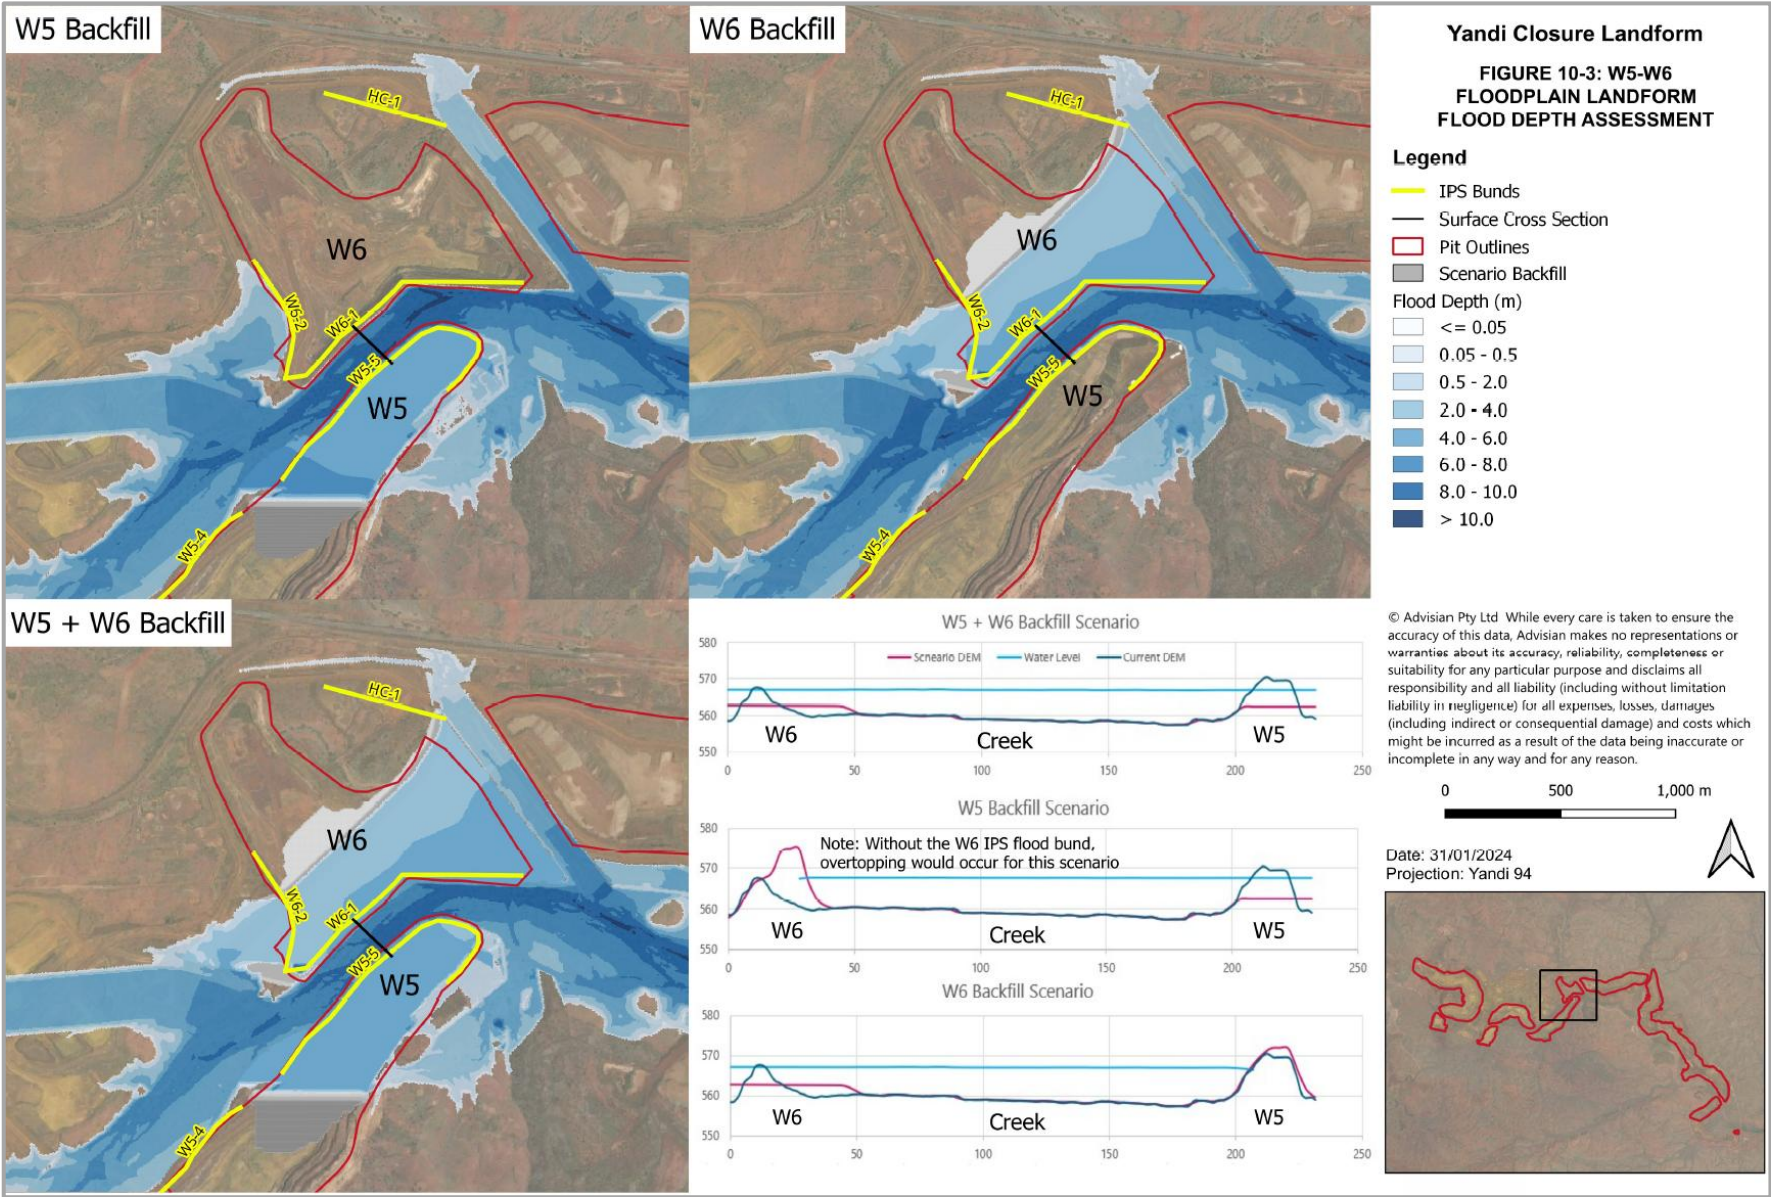 W5 Backfill
HC-1
W6
W6-2
W6-1
W5-5
W5
W5-4
W6 Backfill
HC-1
W6
W6-2
W6-1
W5-5
W5
W5-4
W5 + W6 Backfill
HC-1
W6
W6-2
W6-1
W5-5
W5
W5-4
W5 + W6 Backfill Scenario
580
570
560
550
Scneario DEM
Water Level
Current DEM
W6
Creek
W5
0 50 100 150 200 250
W5 Backfill Scenario
580
570
560
550
Note: Without the W6 IPS flood bund,
overtopping would occur for this scenario
W6
Creek
W5
0 50 100 150 200 250
W6 Backfill Scenario
580
570
560
550
W6
Creek
W5
0 50 100 150 200 250
Yandi Closure Landform
FIGURE 10-3: W5-W6
FLOODPLAIN LANDFORM
FLOOD DEPTH ASSESSMENT
Legend
IPS Bunds
Surface Cross Section
Pit Outlines
Scenario Backfill
Flood Depth (m)
<= 0.05
0.05 - 0.5
0.5 - 2.0
2.0 - 4.0
4.0 - 6.0
6.0 - 8.0
8.0 - 10.0
> 10.0
© Advisian Pty Ltd While every care is taken to ensure the
accuracy of this data, Advisian makes no representations or
warranties about its accuracy, reliability, completeness or
suitability for any particular purpose and disclaims all
responsibility and all liability (including without limitation
liability in negligence) for all expenses, losses, damages
(including indirect or consequential damage) and costs which
might be incurred as a result of the data being inaccurate or
incomplete in any way and for any reason.
0 500 1,000 m
Date: 31/01/2024
Projection: Yandi 94